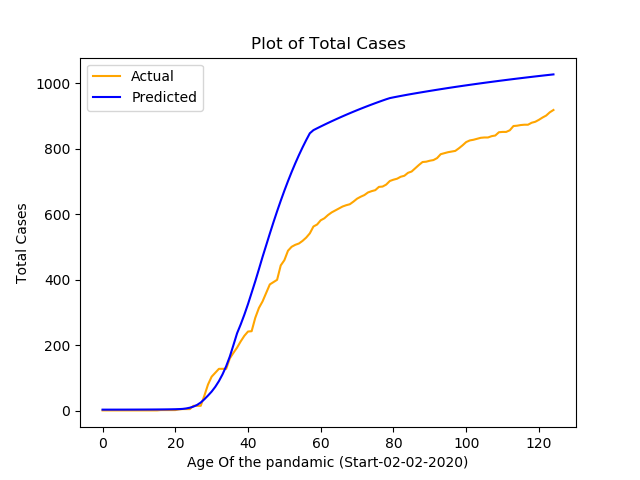 Plot of Total Cases
Actual
Predicted
1000
800
600
400
200
0
Total Cases
0 20 40 60 80 100 120
Age Of the pandamic (Start-02-02-2020)